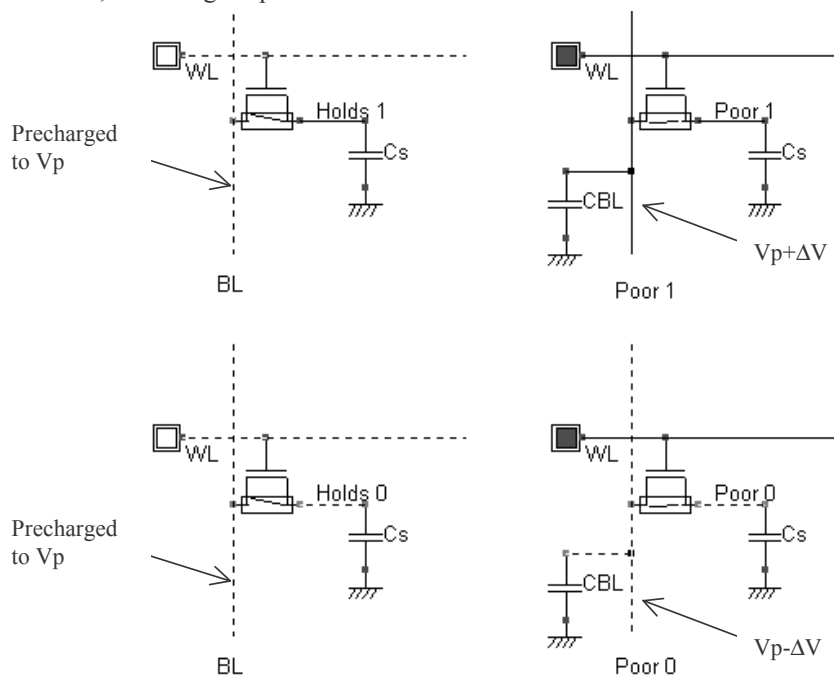 WL
WL
Holds 1
Poor 1
Precharged
to Vp
Cs
Cs
CBL
Vp+ΔV
BL
Poor 1
WL
WL
Holds 0
Poor 0
Precharged
to Vp
Cs
Cs
CBL
Vp-ΔV
BL
Poor 0